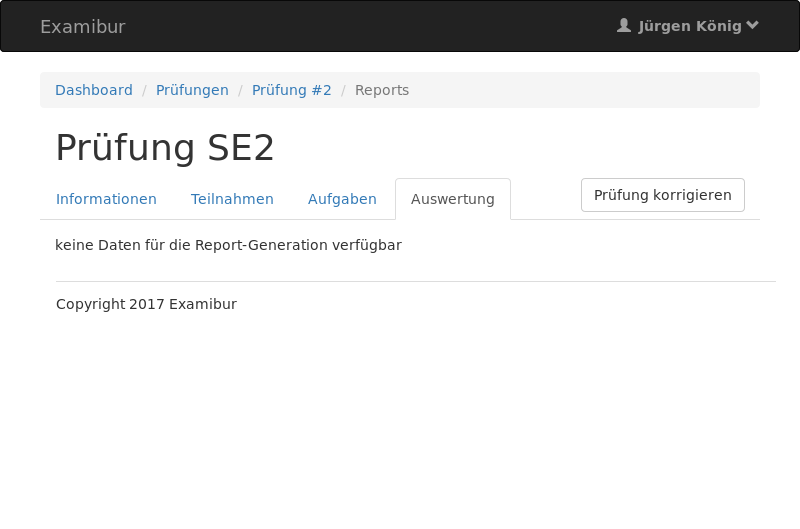 Examibur Jürgen König
Dashboard / Prüfungen / Prüfung #2 / Reports
Prüfung SE2
Informationen Teilnahmen Aufgaben Auswertung Prüfung korrigieren
keine Daten für die Report-Generation verfügbar
Copyright 2017 Examibur